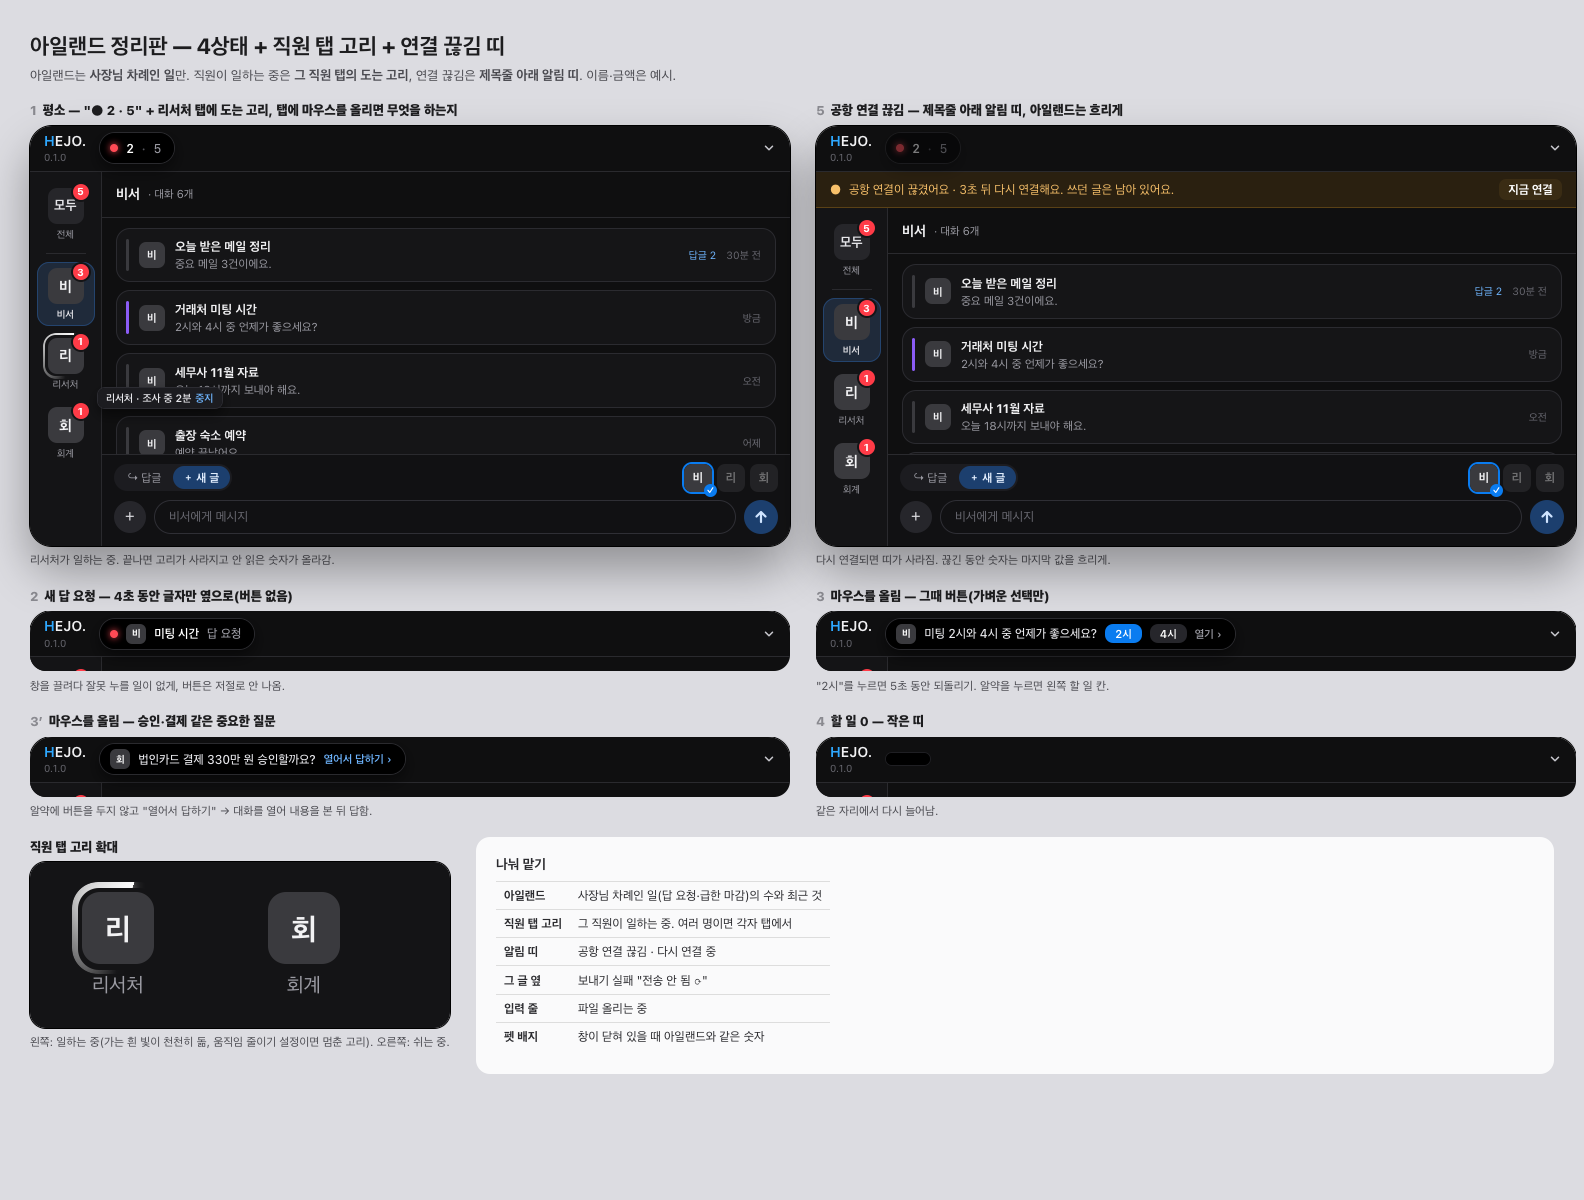 아일랜드 정리판 — 4상태 + 직원 탭 고리 + 연결 끊김 띠
아일랜드는 사장님 차례인 일만. 직원이 일하는 중은 그 직원 탭의 도는 고리, 연결 끊김은 제목줄 아래 알림 띠. 이름·금액은 예시.
1 평소 — "● 2 · 5" + 리서처 탭에 도는 고리, 탭에 마우스를 올리면 무엇을 하는지
HEJO.
0.1.0
2 · 5
모두
5
전체
비
3
비서
리
1
리서처
회
1
회계
비서 · 대화 6개
비
오늘 받은 메일 정리
중요 메일 3건이에요.
답글 2 30분 전
비
거래처 미팅 시간
2시와 4시 중 언제가 좋으세요?
방금
비
세무사 11월 자료
까지 보내야 해요.
오전
리서처 · 조사 중 2분 중지
비
출장 숙소 예약
예약 끝났어요
어제
↪ 답글
+ 새 글
비 리 회
+
비서에게 메시지
리서처가 일하는 중. 끝나면 고리가 사라지고 안 읽은 숫자가 올라감.
5 공항 연결 끊김 — 제목줄 아래 알림 띠, 아일랜드는 흐리게
HEJO.
0.1.0
2 · 5
공항 연결이 끊겼어요 · 3초 뒤 다시 연결해요. 쓰던 글은 남아 있어요.
지금 연결
모두
5
전체
비
3
비서
리
1
리서처
회
1
회계
비서 · 대화 6개
비
오늘 받은 메일 정리
중요 메일 3건이에요.
답글 2 30분 전
비
거래처 미팅 시간
2시와 4시 중 언제가 좋으세요?
방금
비
세무사 11월 자료
오늘 18시까지 보내야 해요.
오전
↪ 답글
+ 새 글
비 리 회
+
비서에게 메시지
다시 연결되면 띠가 사라짐. 끊긴 동안 숫자는 마지막 값을 흐리게.
2 새 답 요청 — 4초 동안 글자만 옆으로(버튼 없음)
HEJO.
0.1.0
비 미팅 시간 답 요청
창을 끌려다 잘못 누를 일이 없게, 버튼은 저절로 안 나옴.
3 마우스를 올림 — 그때 버튼(가벼운 선택만)
HEJO.
0.1.0
비 미팅 2시와 4시 중 언제가 좋으세요? 2시 4시 열기 ›
"2시"를 누르면 5초 동안 되돌리기. 알약을 누르면 왼쪽 할 일 칸.
3′ 마우스를 올림 — 승인·결제 같은 중요한 질문
HEJO.
0.1.0
회 법인카드 결제 330만 원 승인할까요? 열어서 답하기 ›
알약에 버튼을 두지 않고 "열어서 답하기" → 대화를 열어 내용을 본 뒤 답함.
4 할 일 0 — 작은 띠
HEJO.
0.1.0
같은 자리에서 다시 늘어남.
직원 탭 고리 확대
리
리서처
회
회계
왼쪽: 일하는 중(가는 흰 빛이 천천히 돎, 움직임 줄이기 설정이면 멈춘 고리). 오른쪽: 쉬는 중.
나눠 맡기
아일랜드 사장님 차례인 일(답 요청·급한 마감)의 수와 최근 것
직원 탭 고리 그 직원이 일하는 중. 여러 명이면 각자 탭에서
알림 띠 공항 연결 끊김 · 다시 연결 중
그 글 옆 보내기 실패 "전송 안 됨 ⟳"
입력 줄 파일 올리는 중
펫 배지 창이 닫혀 있을 때 아일랜드와 같은 숫자